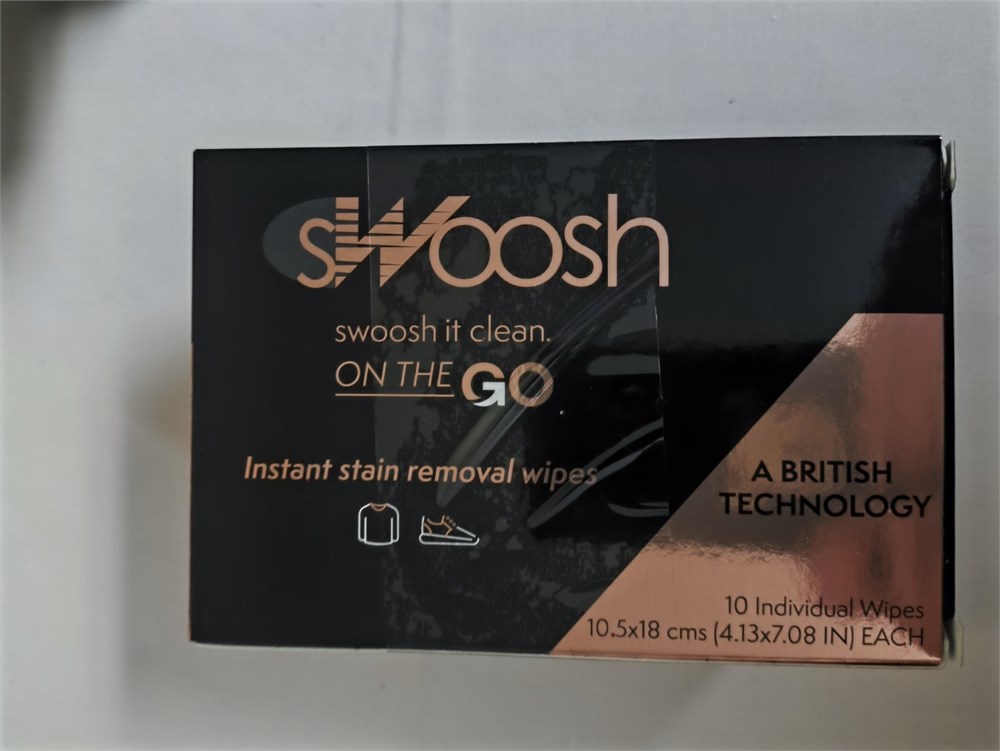 swoosh
swoosh it clean.
ON THE GO
Instant stain removal wipes
A BRITISH
TECHNOLOGY
10 Individual Wipes
10.5x18 cms (4.13x7.08 IN) EACH